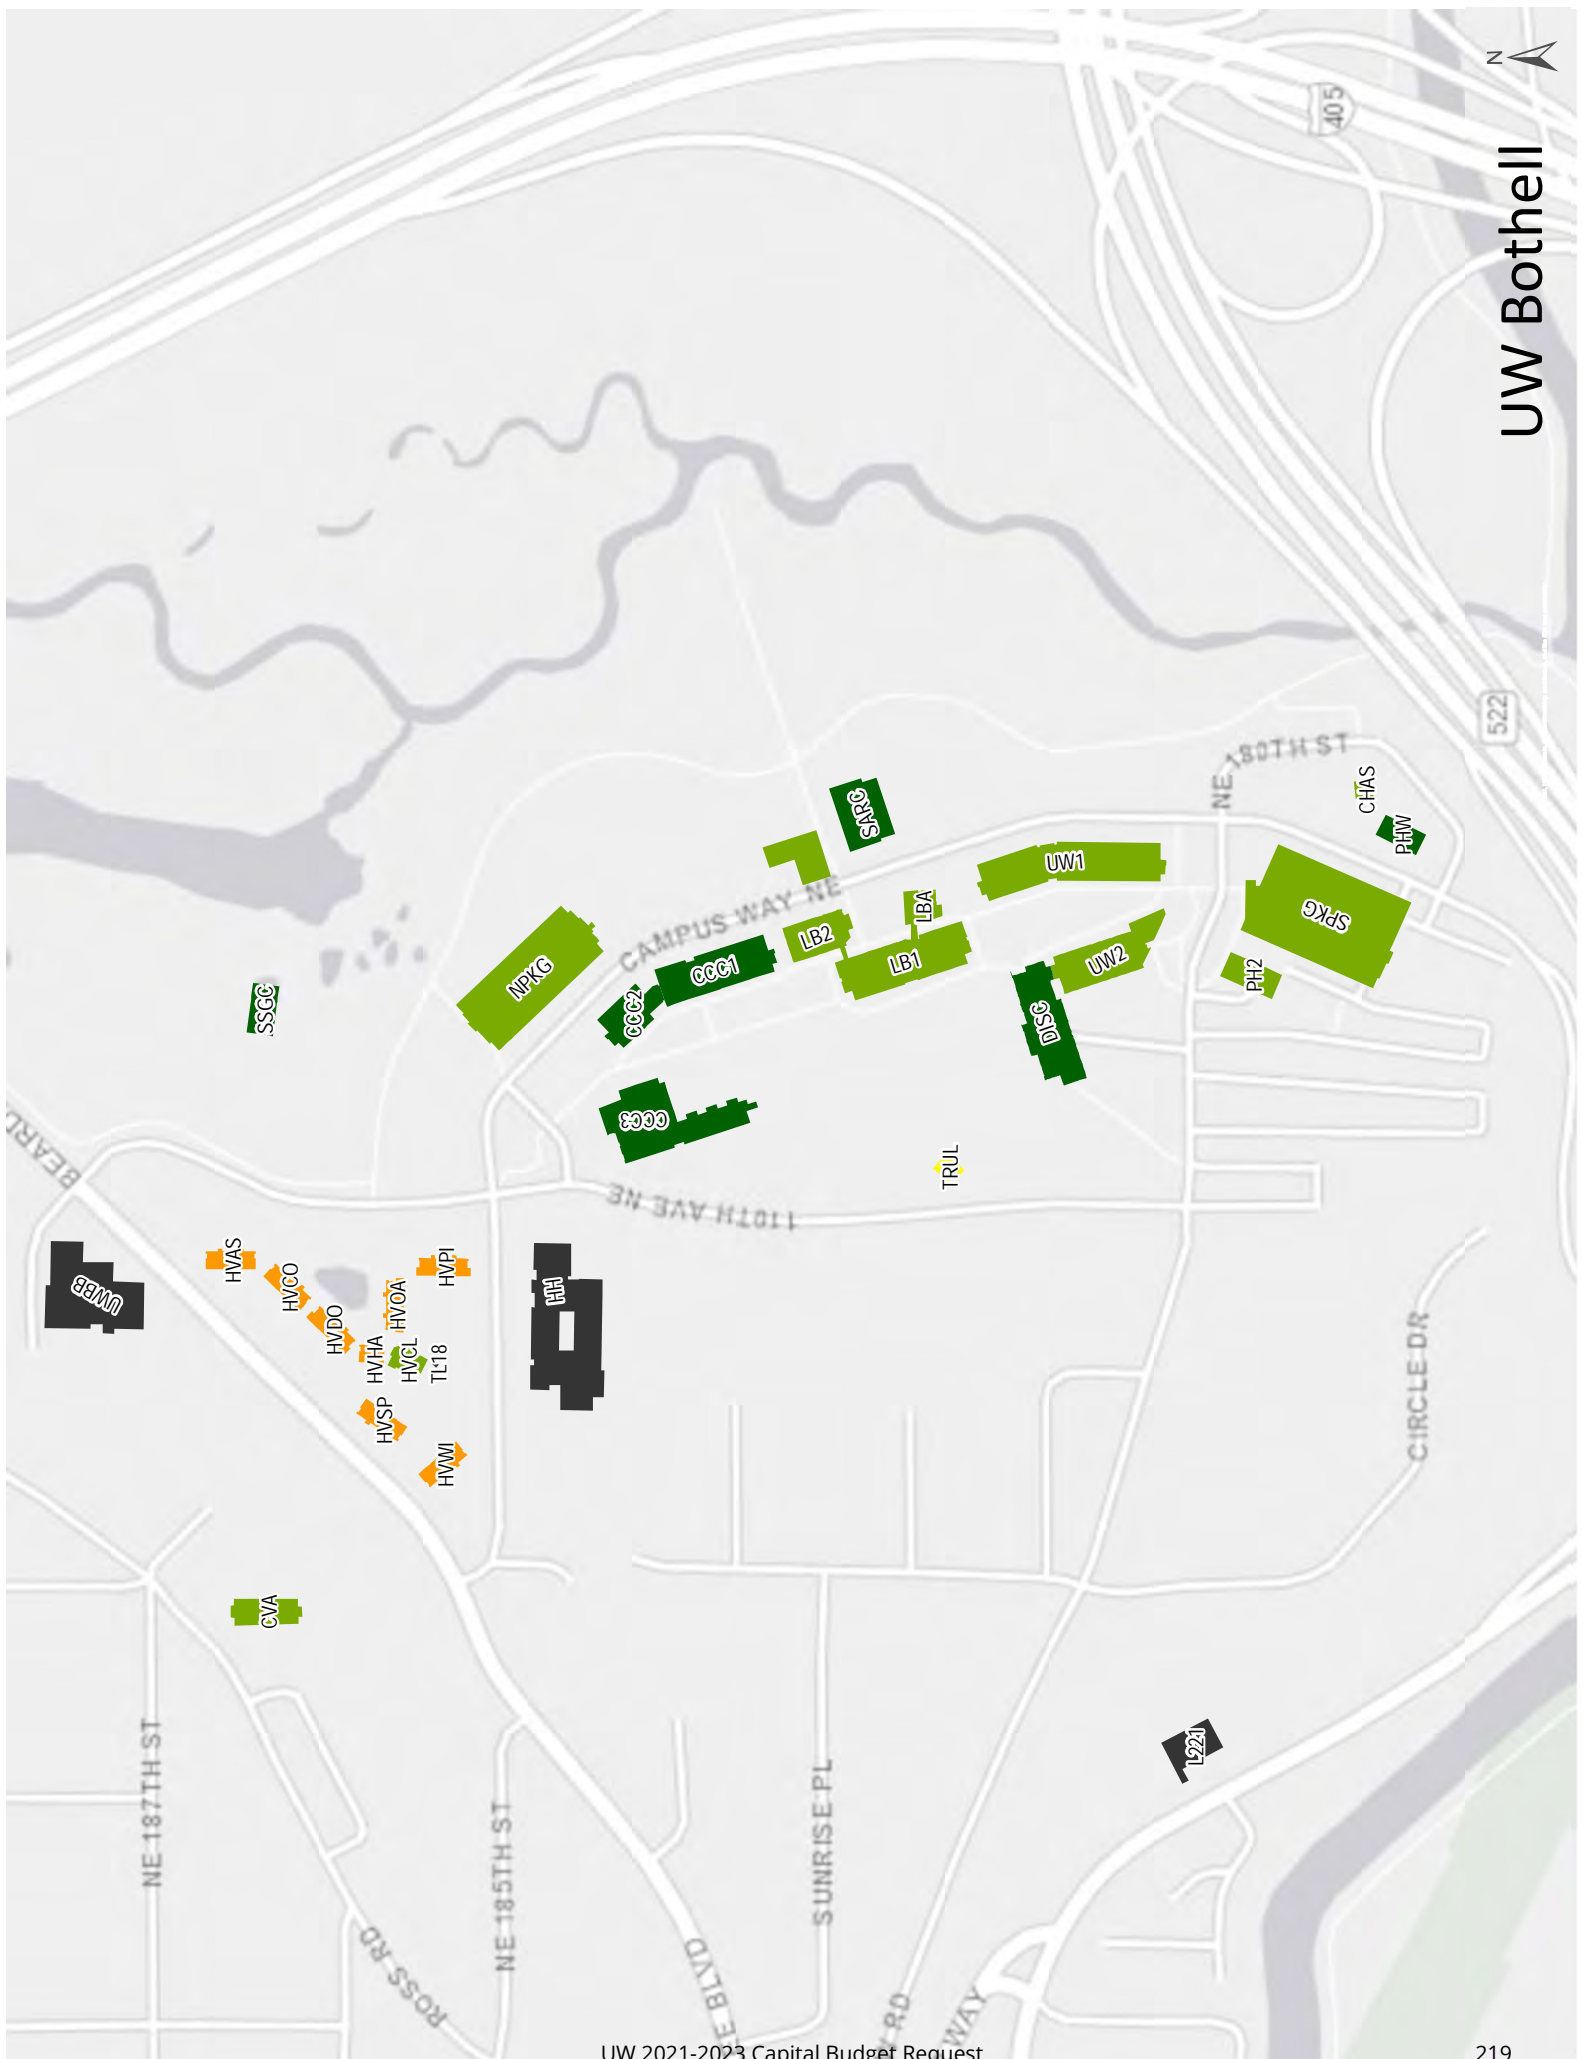 N
405
UW Bothell
522
NE 180TH ST
CHAS
PHW
SARC
UW1
SPKG
CAMPUS WAY NE
LBA
LB2
LB1
UW2
PH2
CCC1
NPKG
CCC2
SSGC
DISC
CCC3
TRUL
110TH AVE NE
HVAS
HVPI
HVCO
UWBB
HVOA
HH
HVDO
HVHA
HVCL
TL18
HVSP
HVWI
CIRCLE DR
CVA
L221
NE 187TH ST
NE 185TH ST
SUNRISE PL
ROSS RD
BLVD
RD
WAY
UW 2021-2023 Capital Budget Request
219